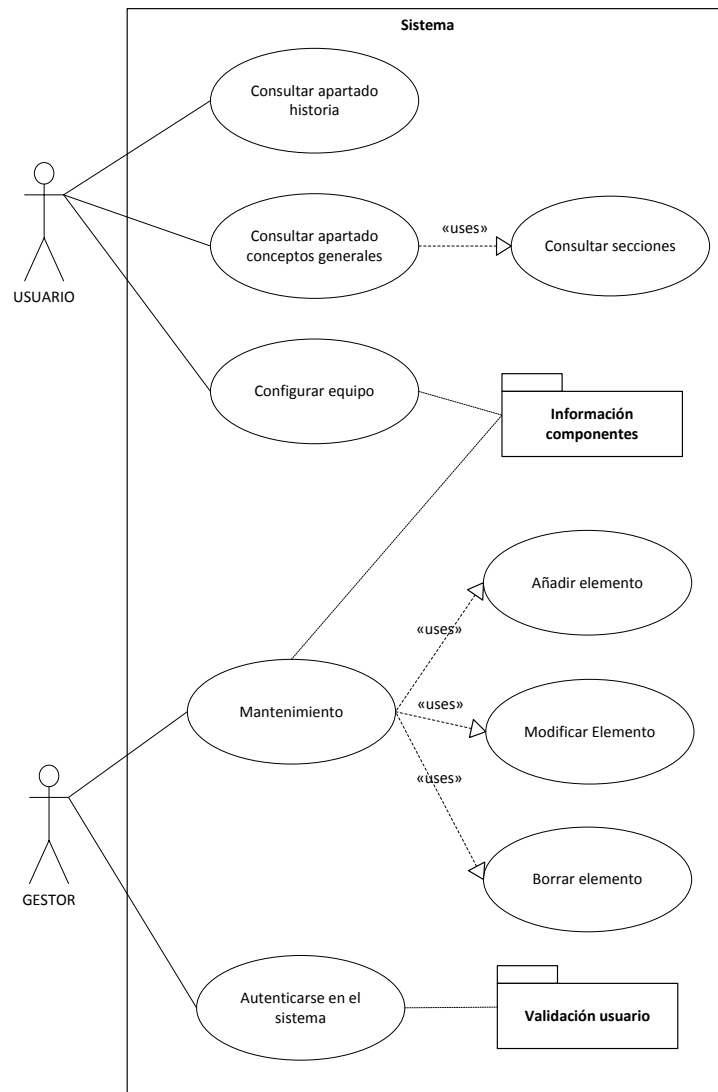 Sistema
Consultar apartado
historia
USUARIO
Consultar apartado
conceptos generales
«uses»
Consultar secciones
Configurar equipo
Información
componentes
Añadir elemento
«uses»
Mantenimiento
«uses»
Modificar Elemento
«uses»
GESTOR
Borrar elemento
Autenticarse en el
sistema
Validación usuario